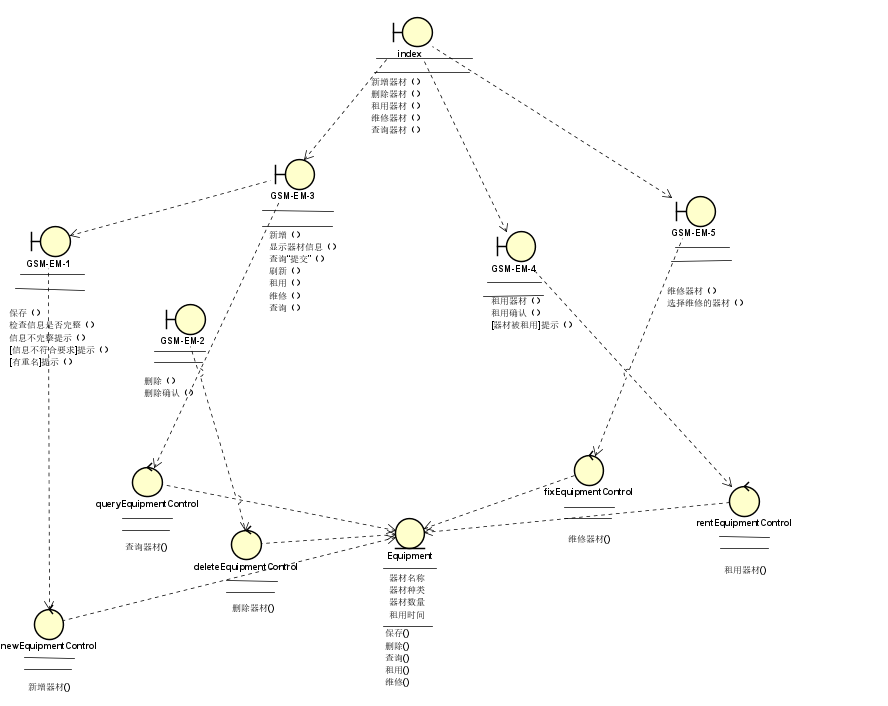 index
新增器材 ()
删除器材 ()
租用器材 ()
维修器材 ()
查询器材 ()
GSM-EM-3
新增 ()
显示器材信息 ()
查询"提交" ()
刷新 ()
租用 ()
维修 ()
查询 ()
GSM-EM-5
维修器材 ()
选择维修的器材 ()
GSM-EM-4
租用器材 ()
租用确认 ()
[器材被租用]提示 ()
GSM-EM-1
保存 ()
检查信息是否完整 ()
信息不完整提示 ()
[信息不符合要求]提示 ()
[有重名]提示 ()
GSM-EM-2
删除 ()
删除确认 ()
queryEquipmentControl
查询器材()
fixEquipmentControl
维修器材()
rentEquipmentControl
租用器材()
deleteEquipmentControl
删除器材()
Equipment
器材名称
器材种类
器材数量
租用时间
保存()
删除()
查询()
租用()
维修()
newEquipmentControl
新增器材()